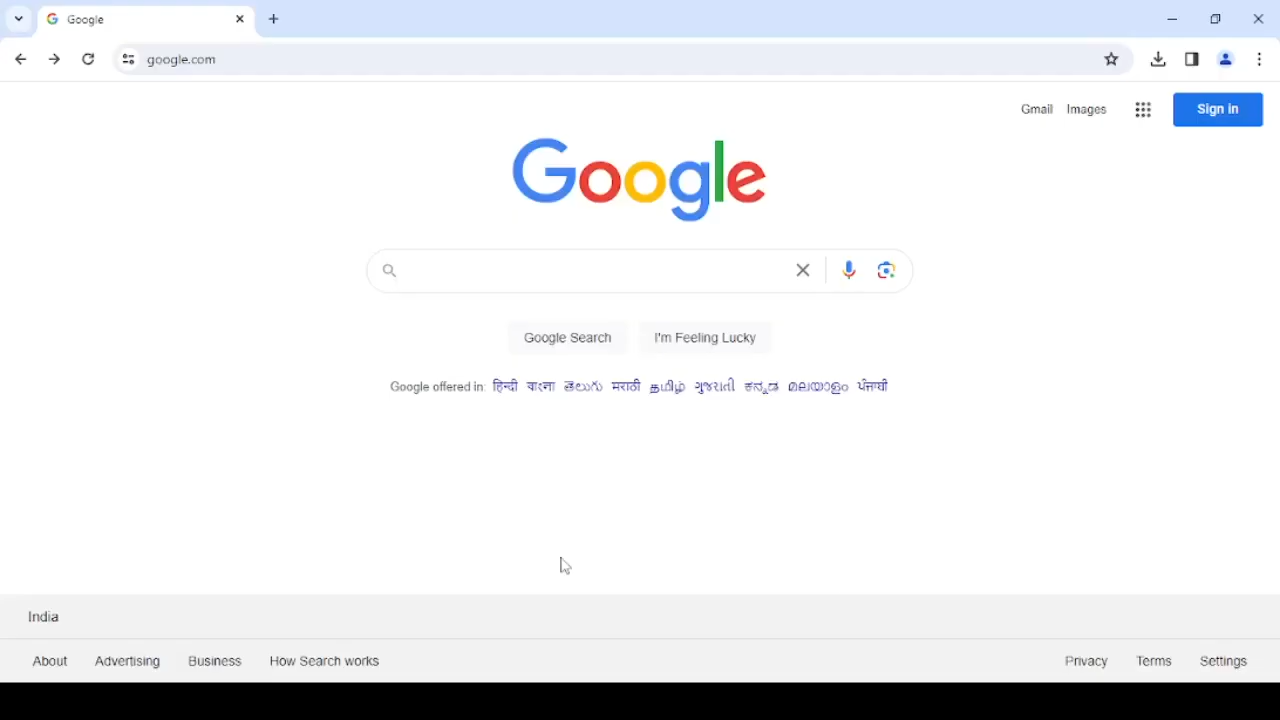 Google
google.com
Gmail Images Sign in
Google
Google Search I'm Feeling Lucky
Google offered in: हिन्दी বাংলা తెలుగు मराठी தமிழ் ગુજરાતી ಕನ್ನಡ മലയാളം ਪੰਜਾਬੀ
India
About Advertising Business How Search works Privacy Terms Settings